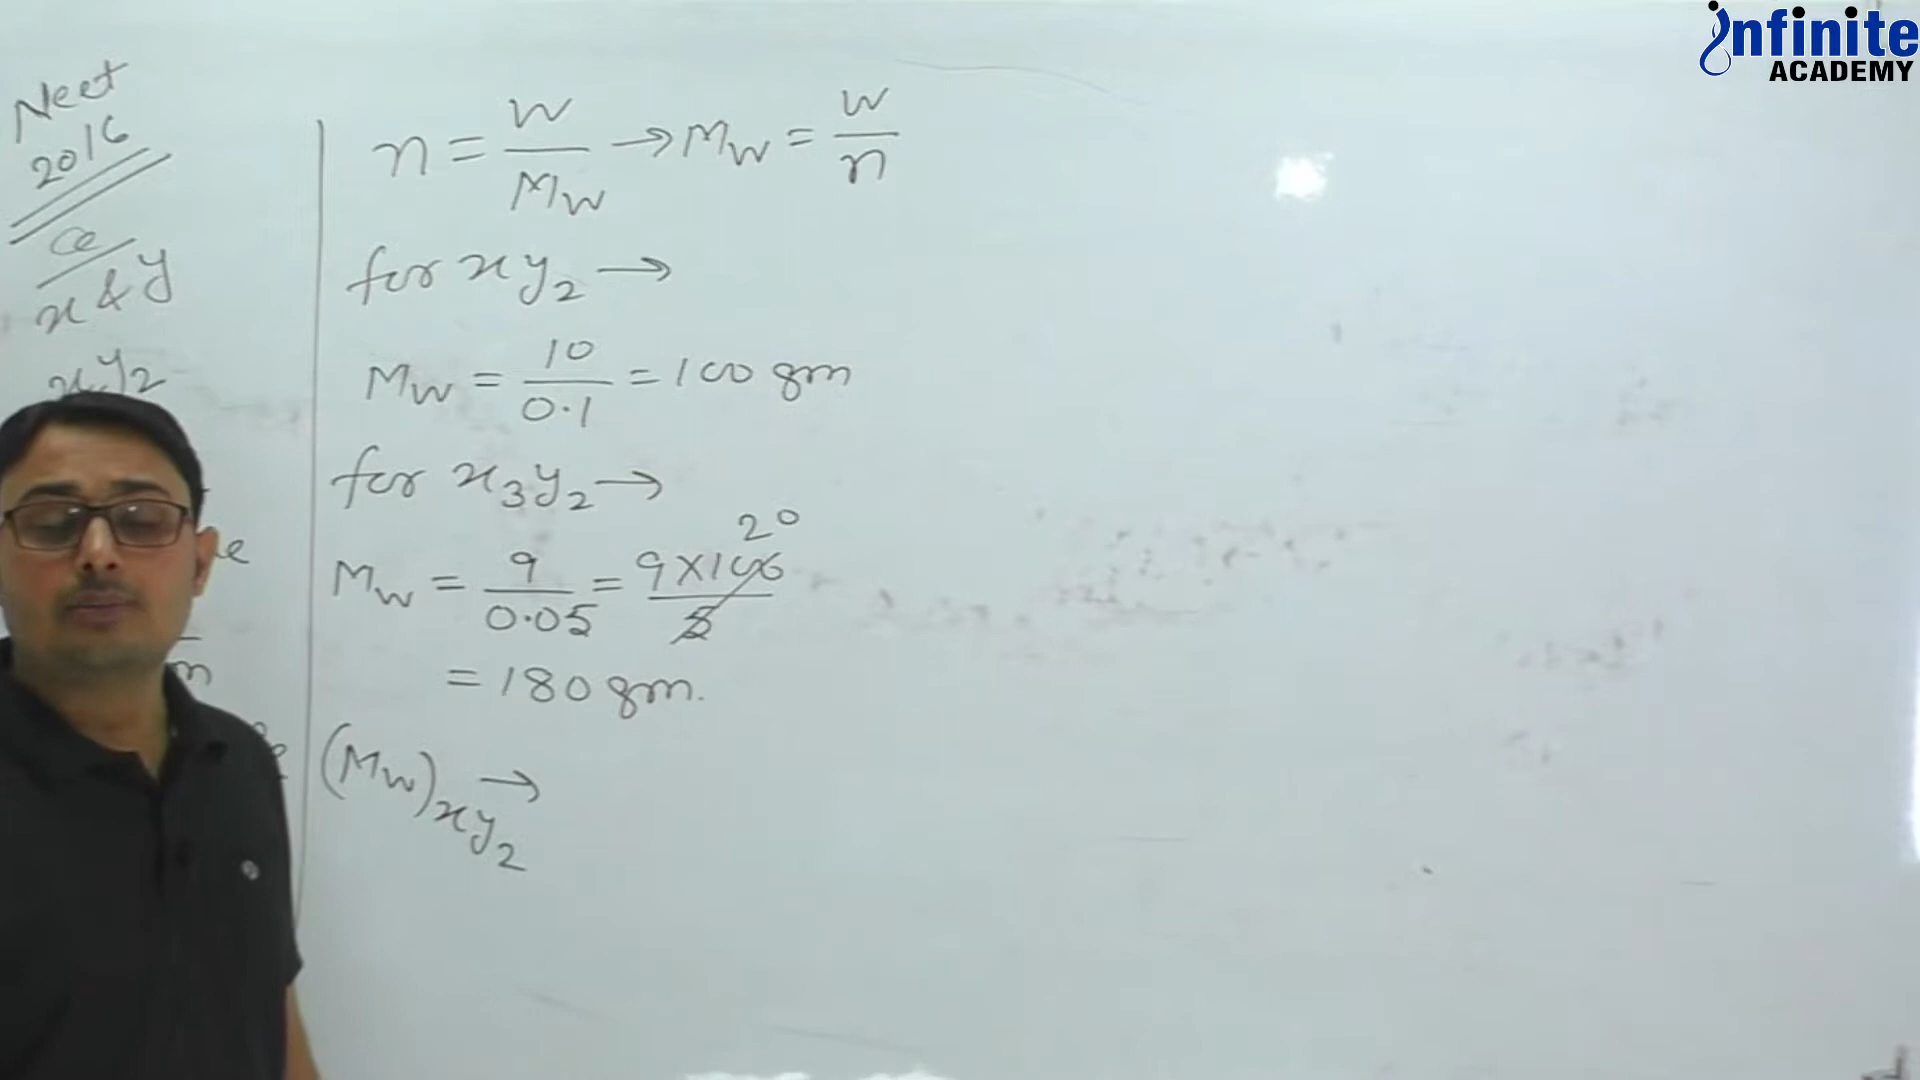 infinite
ACADEMY
Neet
2016
x & y
xy₂
n = W/Mw → Mw = W/n
for xy₂ →
Mw = 10/0.1 = 100 gm
for x₃y₂ →
20
Mw = 9/0.05 = 9×100/5
= 180 gm.
(Mw)xy₂ →